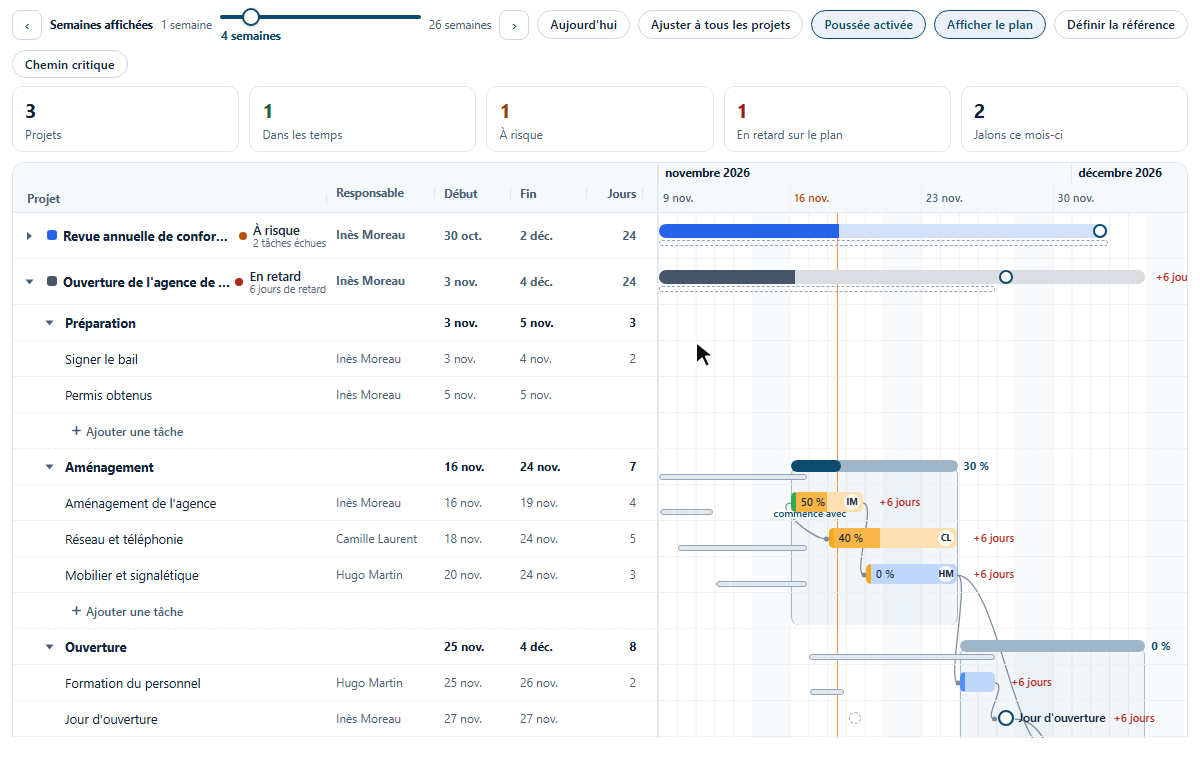 ‹ Semaines affichées 1 semaine 4 semaines 26 semaines › Aujourd'hui Ajuster à tous les projets Poussée activée Afficher le plan Définir la référence
Chemin critique
3 1 1 1 2
Projets Dans les temps À risque En retard sur le plan Jalons ce mois-ci
novembre 2026 décembre 2026
Projet Responsable Début Fin Jours 9 nov. 16 nov. 23 nov. 30 nov.
Revue annuelle de confor... À risque Inès Moreau 30 oct. 2 déc. 24
2 tâches échues
Ouverture de l'agence de ... En retard Inès Moreau 3 nov. 4 déc. 24 +6 jou
6 jours de retard
Préparation 3 nov. 5 nov. 3
Signer le bail Inès Moreau 3 nov. 4 nov. 2
Permis obtenus Inès Moreau 5 nov. 5 nov.
+ Ajouter une tâche
Aménagement 16 nov. 24 nov. 7 30 %
Aménagement de l'agence Inès Moreau 16 nov. 19 nov. 4 50 % IM +6 jours
commence avec
Réseau et téléphonie Camille Laurent 18 nov. 24 nov. 5 40 % CL +6 jours
Mobilier et signalétique Hugo Martin 20 nov. 24 nov. 3 0 % HM +6 jours
+ Ajouter une tâche
Ouverture 25 nov. 4 déc. 8 0 %
Formation du personnel Hugo Martin 25 nov. 26 nov. 2 +6 jours
Jour d'ouverture Inès Moreau 27 nov. 27 nov. Jour d'ouverture +6 jours